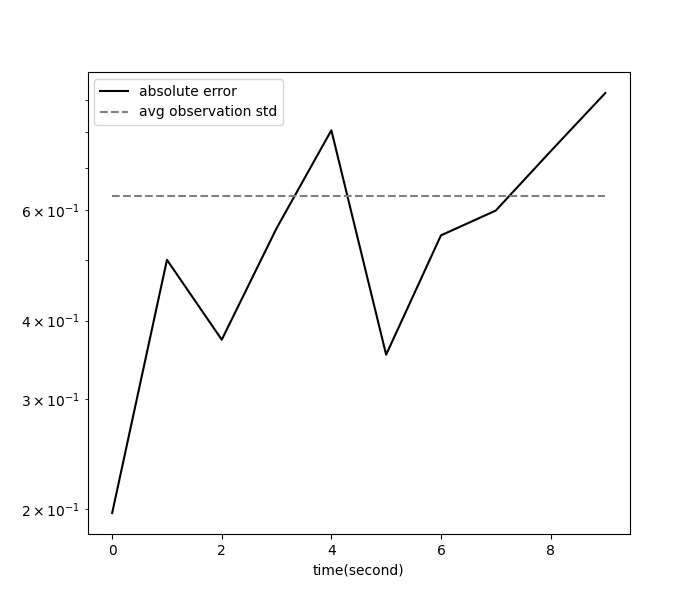 absolute error
avg observation std
6 × 10⁻¹
4 × 10⁻¹
3 × 10⁻¹
2 × 10⁻¹
0 2 4 6 8
time(second)